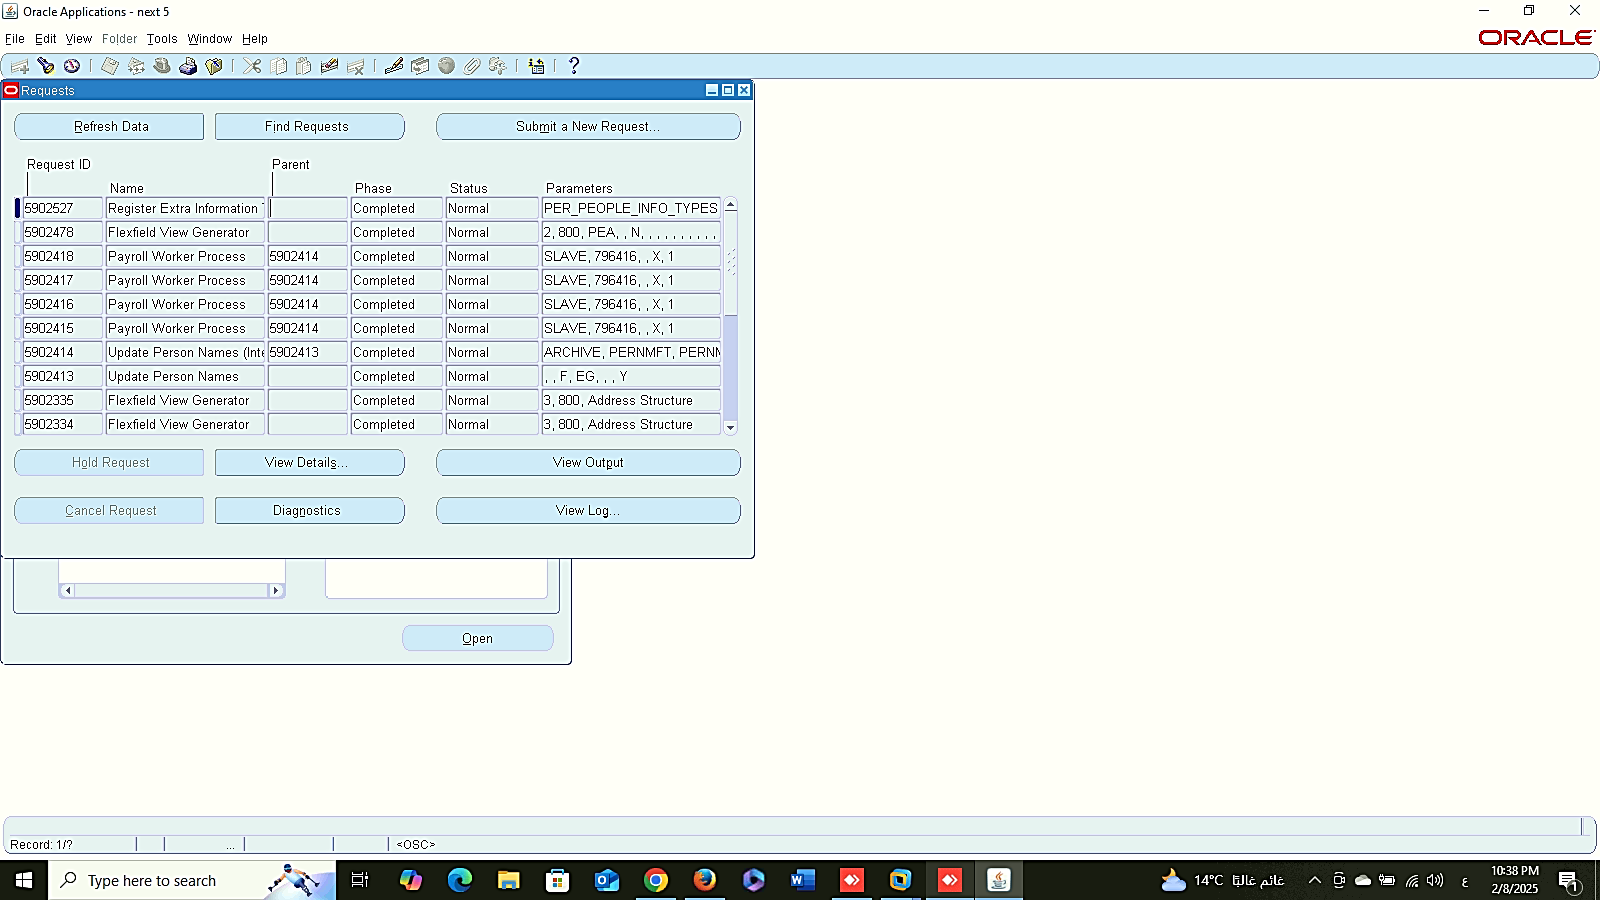 Oracle Applications - next 5
File Edit View Folder Tools Window Help
ORACLE
Requests
Refresh Data Find Requests Submit a New Request...
Request ID Parent
Name Phase Status Parameters
5902527 Register Extra Information Completed Normal PER_PEOPLE_INFO_TYPES
5902478 Flexfield View Generator Completed Normal 2, 800, PEA, , N, , , , , , , , , ,
5902418 Payroll Worker Process 5902414 Completed Normal SLAVE, 796416, , X, 1
5902417 Payroll Worker Process 5902414 Completed Normal SLAVE, 796416, , X, 1
5902416 Payroll Worker Process 5902414 Completed Normal SLAVE, 796416, , X, 1
5902415 Payroll Worker Process 5902414 Completed Normal SLAVE, 796416, , X, 1
5902414 Update Person Names (Inte 5902413 Completed Normal ARCHIVE, PERNMFT, PERNM
5902413 Update Person Names Completed Normal , , F, EG, , , Y
5902335 Flexfield View Generator Completed Normal 3, 800, Address Structure
5902334 Flexfield View Generator Completed Normal 3, 800, Address Structure
Hold Request View Details... View Output
Cancel Request Diagnostics View Log...
Open
Record: 1/? ... <OSC>
Type here to search 14°C غائم غالبًا ع 10:38 PM
2/8/2025 1